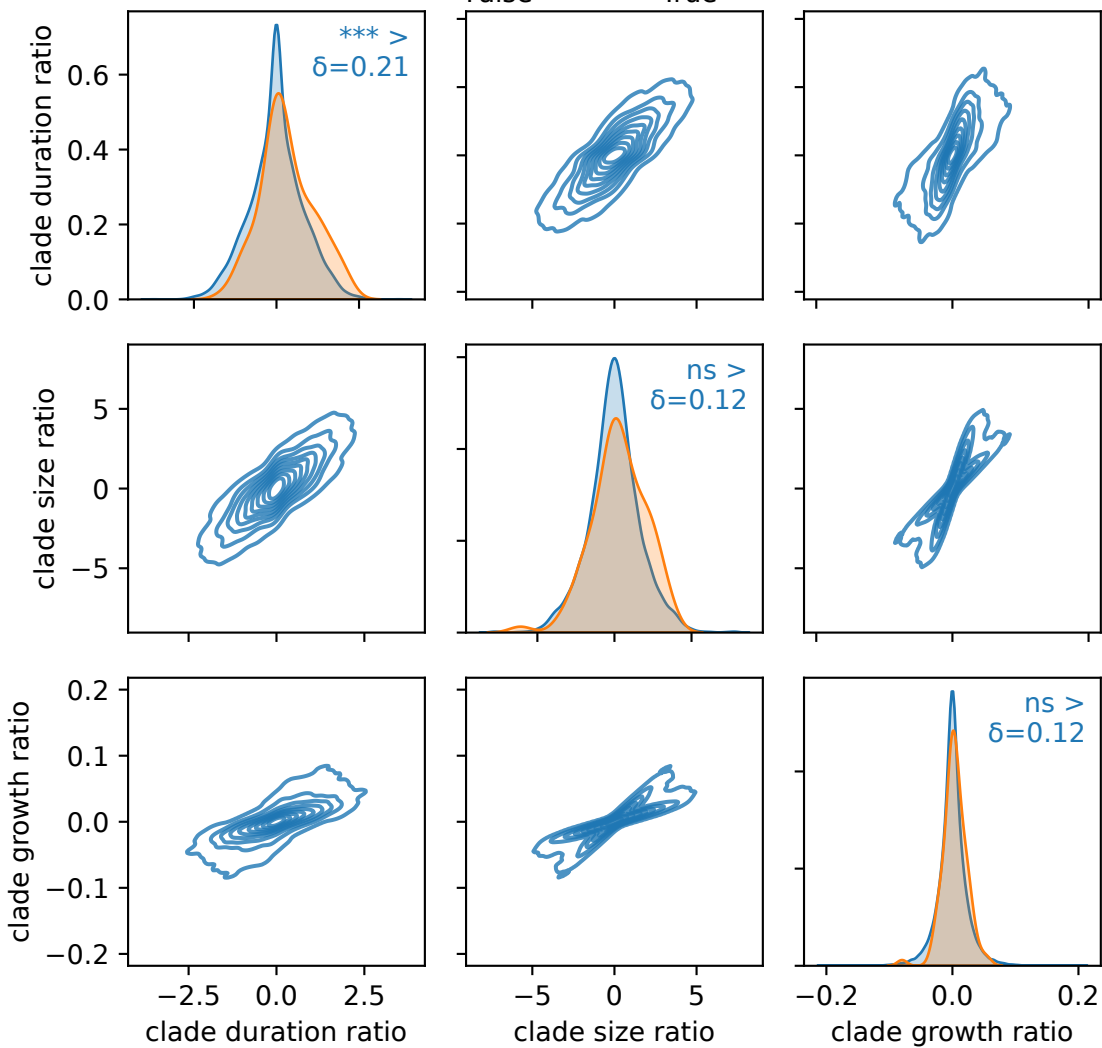 clade duration ratio
0.6
0.4
0.2
0.0
*** >
δ=0.21
clade size ratio
5
0
−5
ns >
δ=0.12
clade growth ratio
0.2
0.1
0.0
−0.1
−0.2
ns >
δ=0.12
−2.5 0.0 2.5
clade duration ratio
−5 0 5
clade size ratio
−0.2 0.0 0.2
clade growth ratio